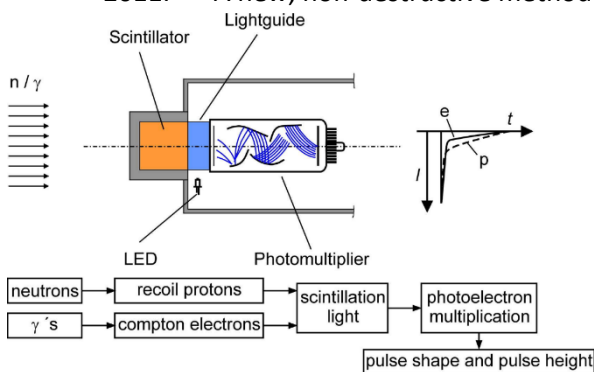 Lightguide
Scintillator
n / γ
t
e
p
I
LED
Photomultiplier
neutrons
recoil protons
scintillation
light
photoelectron
multiplication
γ´s
compton electrons
pulse shape and pulse height